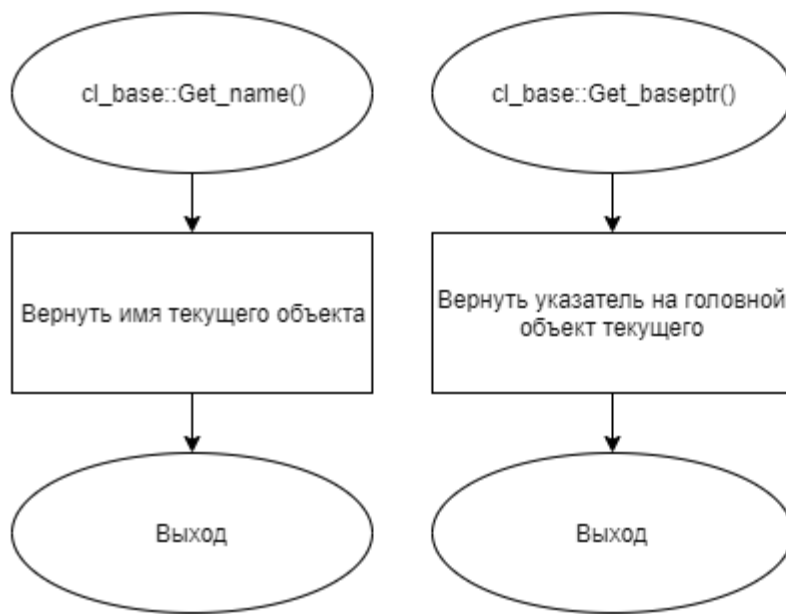 cl_base::Get_name()
Вернуть имя текущего объекта
Выход
cl_base::Get_baseptr()
Вернуть указатель на головной
объект текущего
Выход